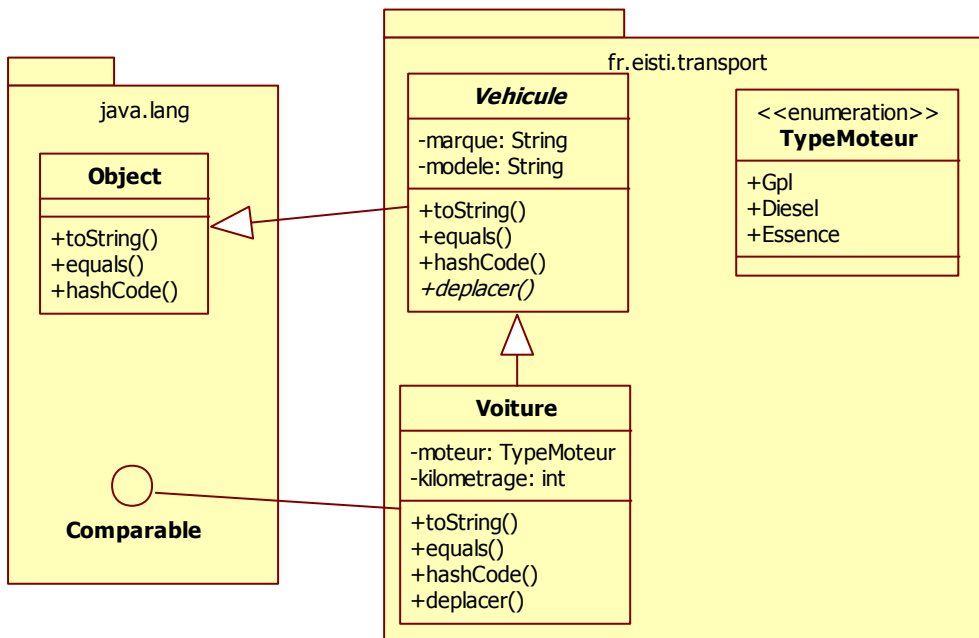 java.lang
Object
+toString()
+equals()
+hashCode()
Comparable
fr.eisti.transport
Vehicule
-marque: String
-modele: String
+toString()
+equals()
+hashCode()
+deplacer()
<<enumeration>>
TypeMoteur
+Gpl
+Diesel
+Essence
Voiture
-moteur: TypeMoteur
-kilometrage: int
+toString()
+equals()
+hashCode()
+deplacer()